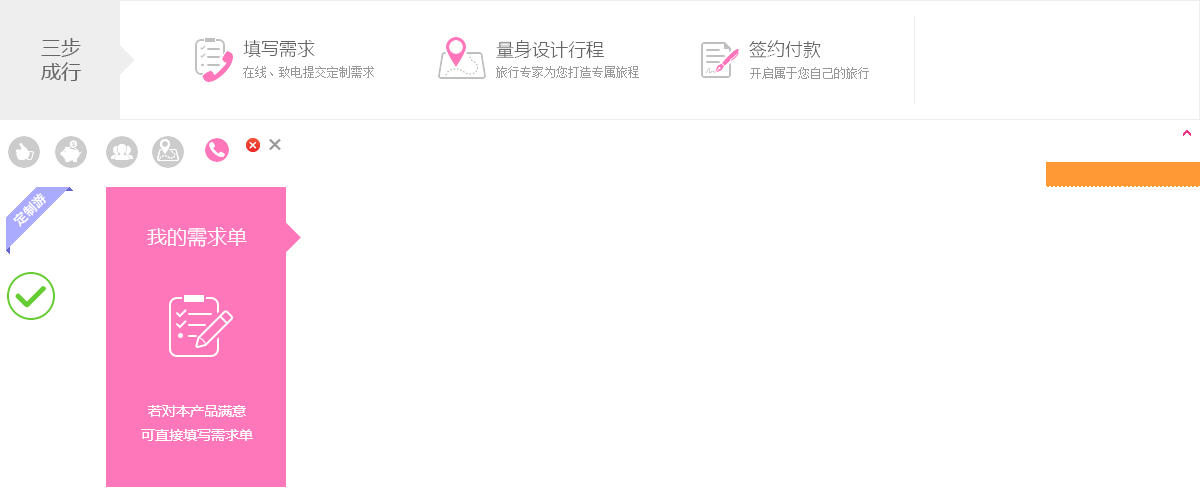 三步
成行
填写需求
在线、致电提交定制需求
量身设计行程
旅行专家为您打造专属旅程
签约付款
开启属于您自己的旅行
定制游
我的需求单
若对本产品满意
可直接填写需求单